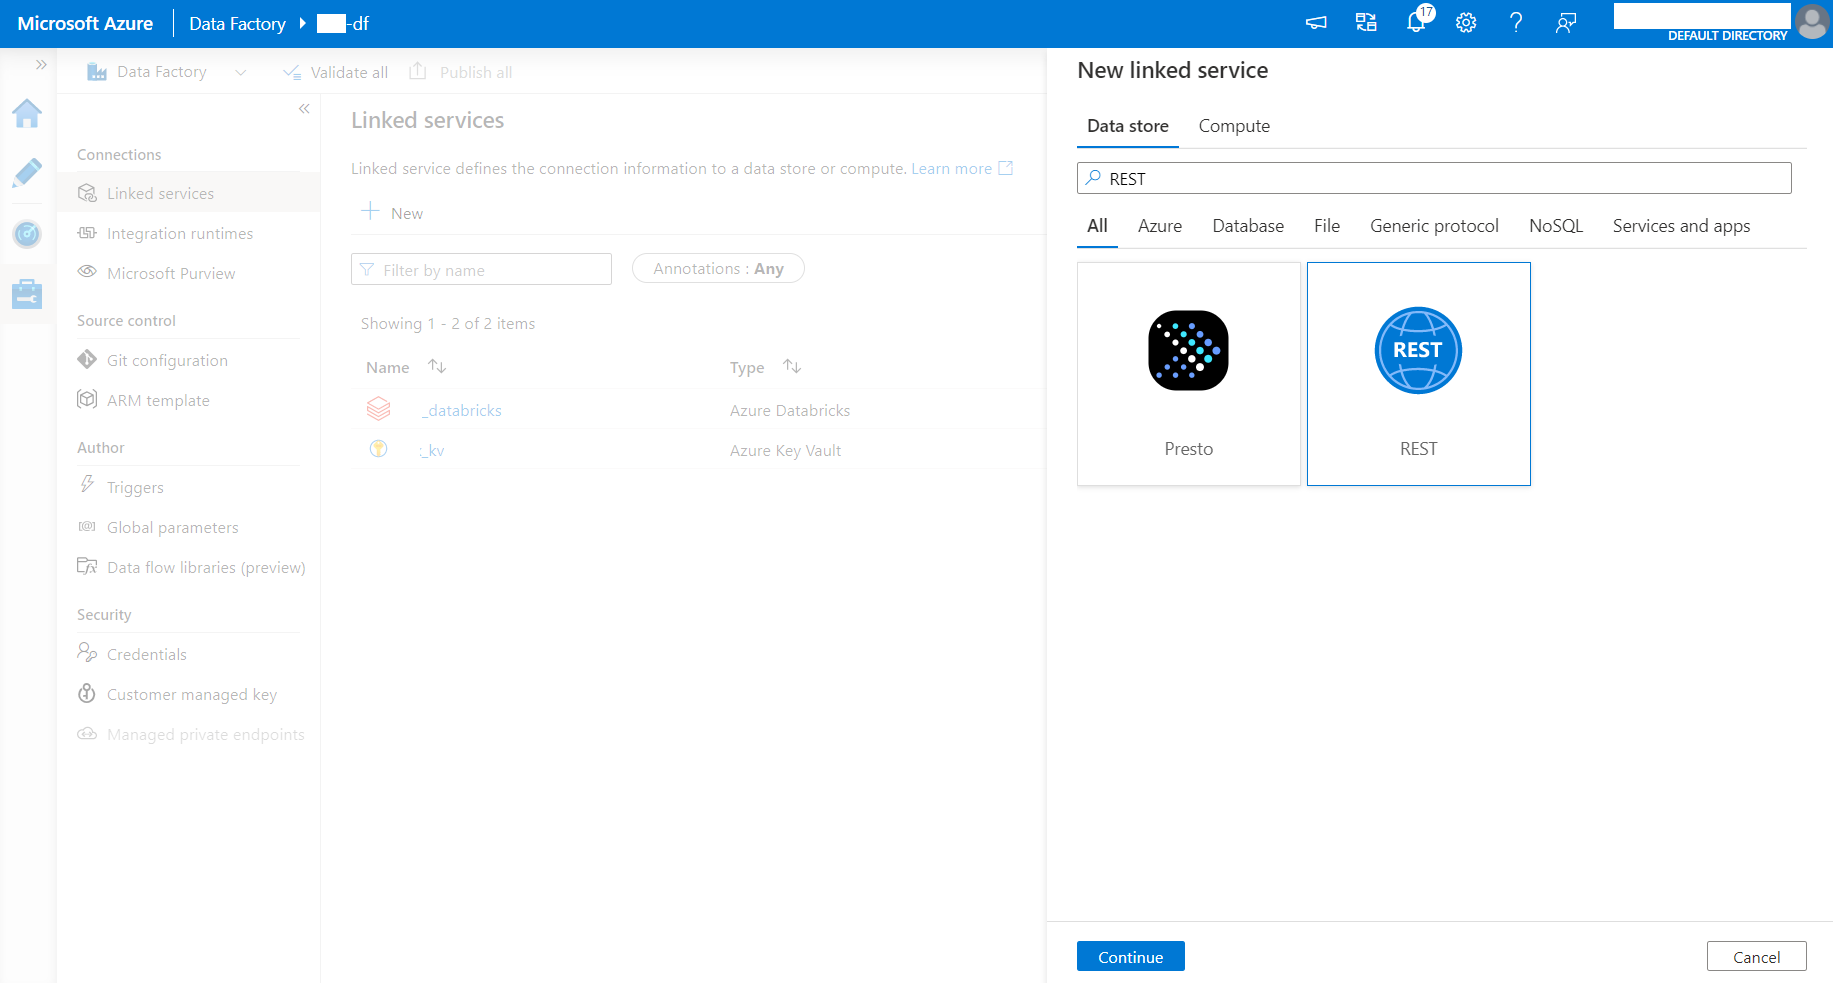 Microsoft Azure
Data Factory
-df
17
DEFAULT DIRECTORY
Data Factory
Validate all
Publish all
Connections
Linked services
Integration runtimes
Microsoft Purview
Source control
Git configuration
ARM template
Author
Triggers
Global parameters
Data flow libraries (preview)
Security
Credentials
Customer managed key
Managed private endpoints
Linked services
Linked service defines the connection information to a data store or compute. Learn more
New
Filter by name
Annotations : Any
Showing 1 - 2 of 2 items
Name Type
_databricks Azure Databricks
_kv Azure Key Vault
New linked service
Data store Compute
REST
All Azure Database File Generic protocol NoSQL Services and apps
REST
Presto REST
Continue Cancel